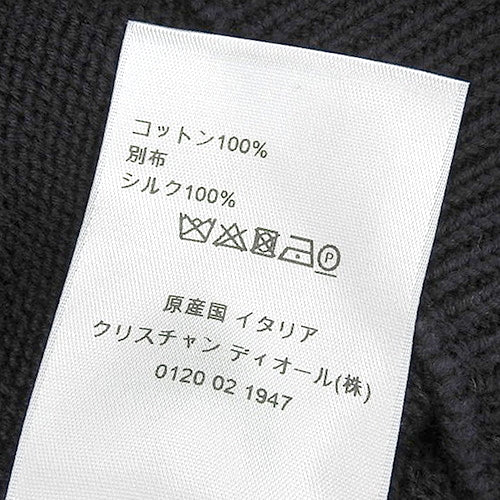 コットン100%
別布
シルク100%
P
原産国 イタリア
クリスチャン ディオール(株)
0120 02 1947